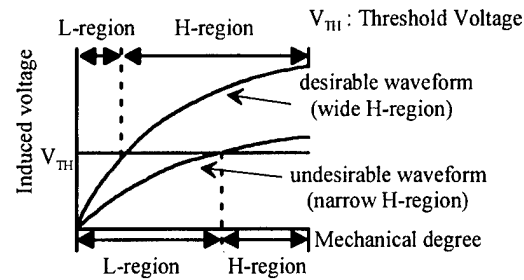 L-region H-region
V_TH : Threshold Voltage
Induced voltage
desirable waveform
(wide H-region)
V_TH
undesirable waveform
(narrow H-region)
Mechanical degree
L-region H-region